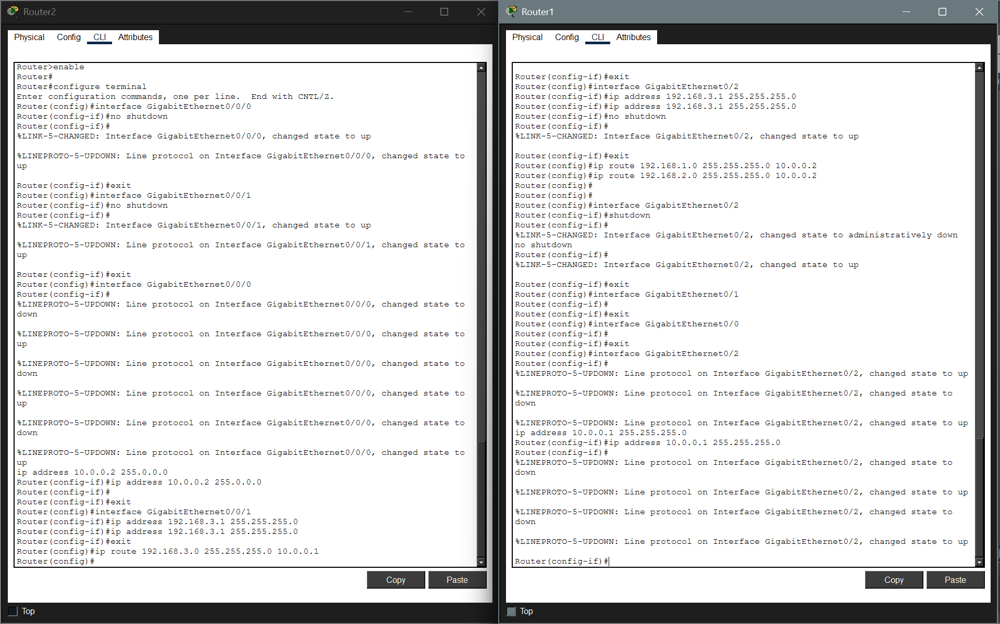 Router2
Physical Config CLI Attributes
Router>enable
Router#
Router#configure terminal
Enter configuration commands, one per line.  End with CNTL/Z.
Router(config)#interface GigabitEthernet0/0/0
Router(config-if)#no shutdown
Router(config-if)#
%LINK-5-CHANGED: Interface GigabitEthernet0/0/0, changed state to up
%LINEPROTO-5-UPDOWN: Line protocol on Interface GigabitEthernet0/0/0, changed state to
up
Router(config-if)#exit
Router(config)#interface GigabitEthernet0/0/1
Router(config-if)#no shutdown
Router(config-if)#
%LINK-5-CHANGED: Interface GigabitEthernet0/0/1, changed state to up
%LINEPROTO-5-UPDOWN: Line protocol on Interface GigabitEthernet0/0/1, changed state to
up
Router(config-if)#exit
Router(config)#interface GigabitEthernet0/0/0
Router(config-if)#
%LINEPROTO-5-UPDOWN: Line protocol on Interface GigabitEthernet0/0/0, changed state to
down
%LINEPROTO-5-UPDOWN: Line protocol on Interface GigabitEthernet0/0/0, changed state to
up
%LINEPROTO-5-UPDOWN: Line protocol on Interface GigabitEthernet0/0/0, changed state to
down
%LINEPROTO-5-UPDOWN: Line protocol on Interface GigabitEthernet0/0/0, changed state to
up
%LINEPROTO-5-UPDOWN: Line protocol on Interface GigabitEthernet0/0/0, changed state to
down
%LINEPROTO-5-UPDOWN: Line protocol on Interface GigabitEthernet0/0/0, changed state to
up
ip address 10.0.0.2 255.0.0.0
Router(config-if)#ip address 10.0.0.2 255.0.0.0
Router(config-if)#
Router(config-if)#exit
Router(config)#interface GigabitEthernet0/0/1
Router(config-if)#ip address 192.168.3.1 255.255.255.0
Router(config-if)#ip address 192.168.3.1 255.255.255.0
Router(config-if)#exit
Router(config)#ip route 192.168.3.0 255.255.255.0 10.0.0.1
Router(config)#
Copy Paste
Top
Router1
Physical Config CLI Attributes
Router(config-if)#exit
Router(config)#interface GigabitEthernet0/2
Router(config-if)#ip address 192.168.3.1 255.255.255.0
Router(config-if)#ip address 192.168.3.1 255.255.255.0
Router(config-if)#no shutdown
Router(config-if)#
%LINK-5-CHANGED: Interface GigabitEthernet0/2, changed state to up
Router(config-if)#exit
Router(config)#ip route 192.168.1.0 255.255.255.0 10.0.0.2
Router(config)#ip route 192.168.2.0 255.255.255.0 10.0.0.2
Router(config)#
Router(config)#
Router(config)#interface GigabitEthernet0/2
Router(config-if)#shutdown
Router(config-if)#
%LINK-5-CHANGED: Interface GigabitEthernet0/2, changed state to administratively down
no shutdown
Router(config-if)#
%LINK-5-CHANGED: Interface GigabitEthernet0/2, changed state to up
Router(config-if)#exit
Router(config)#interface GigabitEthernet0/1
Router(config-if)#
Router(config-if)#exit
Router(config)#interface GigabitEthernet0/0
Router(config-if)#
Router(config-if)#exit
Router(config)#interface GigabitEthernet0/2
Router(config-if)#
%LINEPROTO-5-UPDOWN: Line protocol on Interface GigabitEthernet0/2, changed state to up
%LINEPROTO-5-UPDOWN: Line protocol on Interface GigabitEthernet0/2, changed state to
down
%LINEPROTO-5-UPDOWN: Line protocol on Interface GigabitEthernet0/2, changed state to up
ip address 10.0.0.1 255.255.255.0
Router(config-if)#ip address 10.0.0.1 255.255.255.0
Router(config-if)#
%LINEPROTO-5-UPDOWN: Line protocol on Interface GigabitEthernet0/2, changed state to
down
%LINEPROTO-5-UPDOWN: Line protocol on Interface GigabitEthernet0/2, changed state to up
%LINEPROTO-5-UPDOWN: Line protocol on Interface GigabitEthernet0/2, changed state to
down
%LINEPROTO-5-UPDOWN: Line protocol on Interface GigabitEthernet0/2, changed state to up
Router(config-if)#
Copy Paste
Top